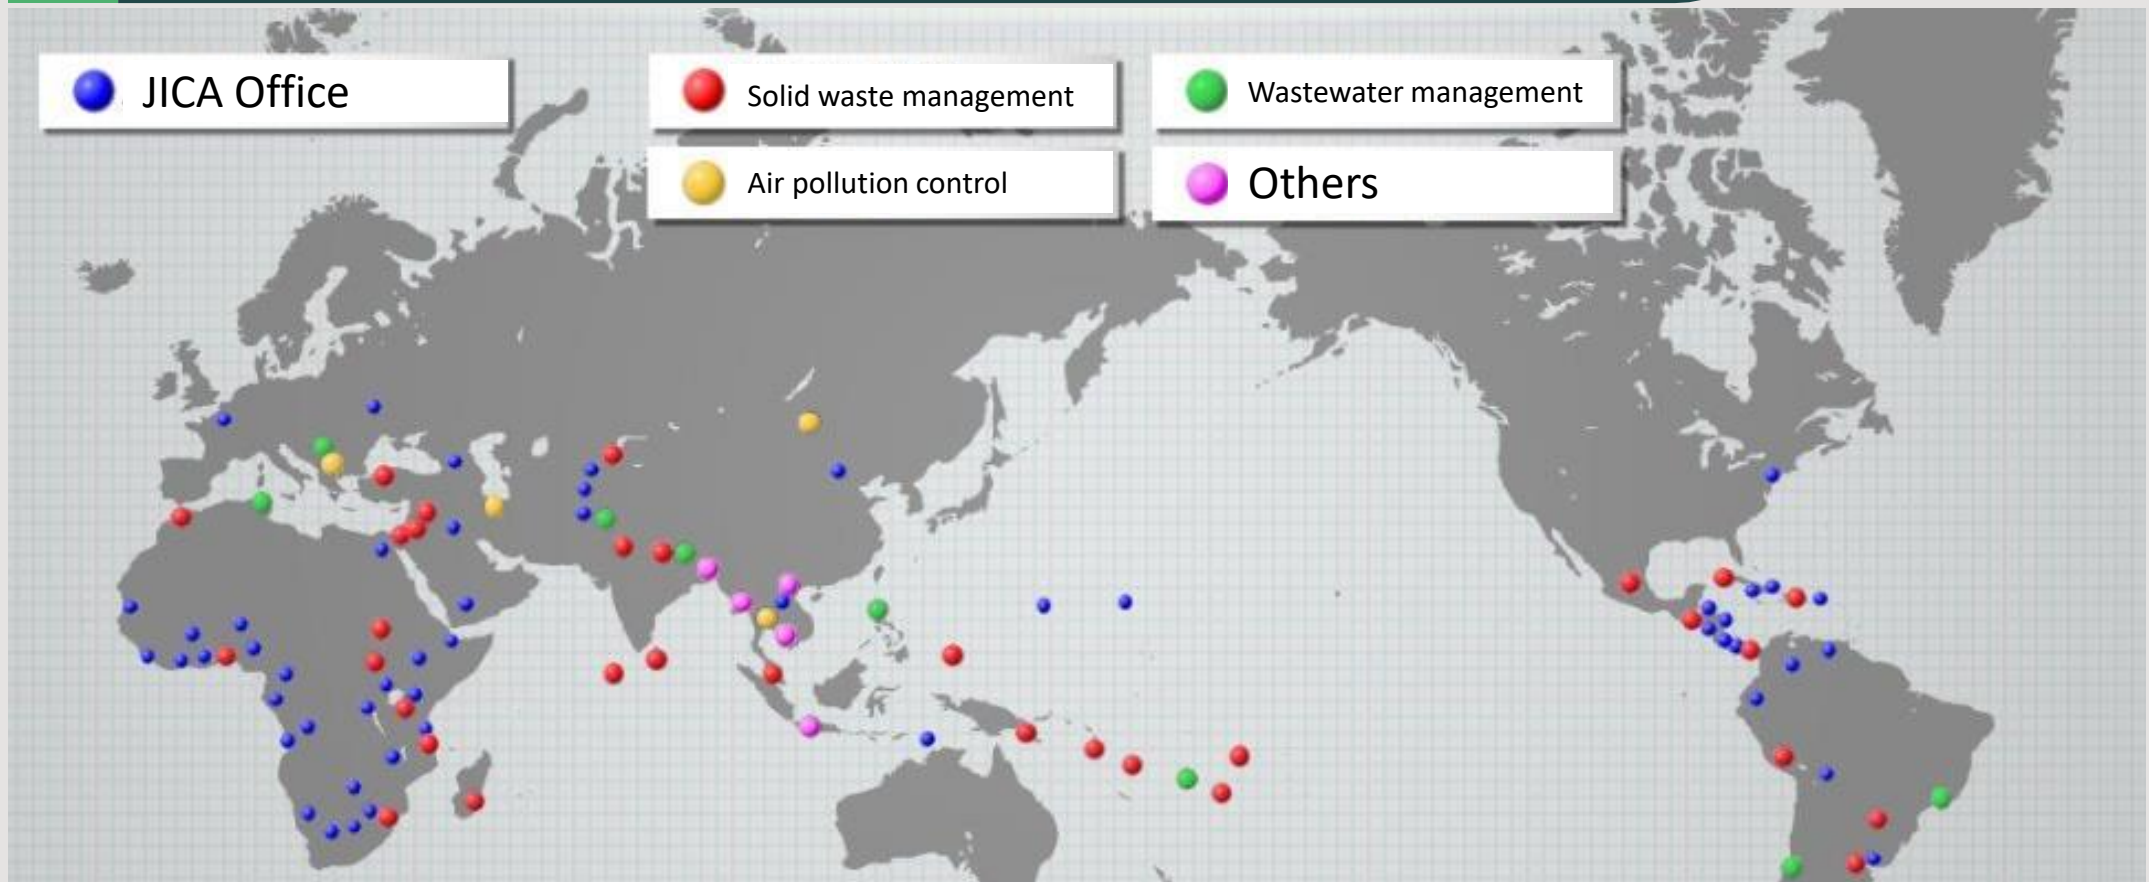 JICA Office
Solid waste management
Wastewater management
Air pollution control
Others